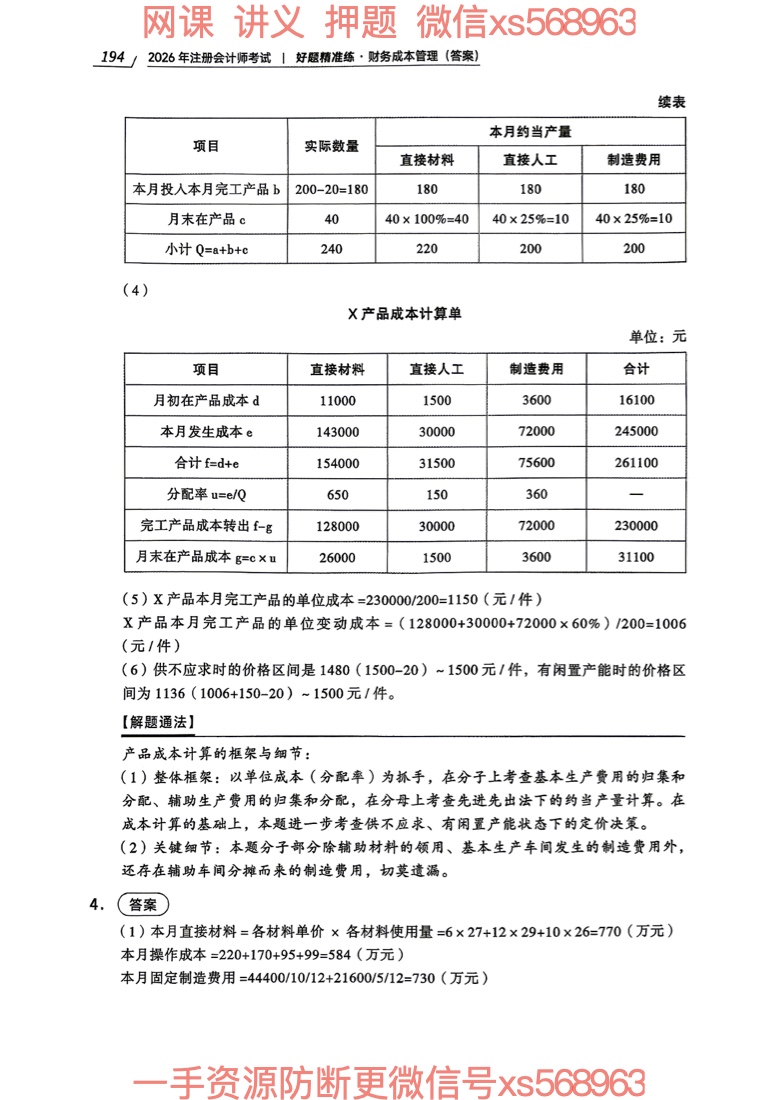 网课 讲义 押题 微信xs568963
194 / 2026年注册会计师考试 | 好题精准练·财务成本管理（答案）
续表
项目 实际数量 本月约当产量
直接材料 直接人工 制造费用
本月投入本月完工产品 b 200-20=180 180 180 180
月末在产品 c 40 40×100%=40 40×25%=10 40×25%=10
小计 Q=a+b+c 240 220 200 200
（4）
X产品成本计算单
单位：元
项目 直接材料 直接人工 制造费用 合计
月初在产品成本 d 11000 1500 3600 16100
本月发生成本 e 143000 30000 72000 245000
合计 f=d+e 154000 31500 75600 261100
分配率 u=e/Q 650 150 360 —
完工产品成本转出 f-g 128000 30000 72000 230000
月末在产品成本 g=c×u 26000 1500 3600 31100
（5）X产品本月完工产品的单位成本=230000/200=1150（元/件）
X产品本月完工产品的单位变动成本=（128000+30000+72000×60%）/200=1006
（元/件）
（6）供不应求时的价格区间是1480（1500-20）~1500元/件，有闲置产能时的价格区
间为1136（1006+150-20）~1500元/件。
【解题通法】
产品成本计算的框架与细节：
（1）整体框架：以单位成本（分配率）为抓手，在分子上考查基本生产费用的归集和
分配、辅助生产费用的归集和分配，在分母上考查先进先出法下的约当产量计算。在
成本计算的基础上，本题进一步考查供不应求、有闲置产能状态下的定价决策。
（2）关键细节：本题分子部分除辅助材料的领用、基本生产车间发生的制造费用外，
还存在辅助车间分摊而来的制造费用，切莫遗漏。
4. 答案
（1）本月直接材料=各材料单价×各材料使用量=6×27+12×29+10×26=770（万元）
本月操作成本=220+170+95+99=584（万元）
本月固定制造费用=44400/10/12+21600/5/12=730（万元）
一手资源防断更微信号xs568963